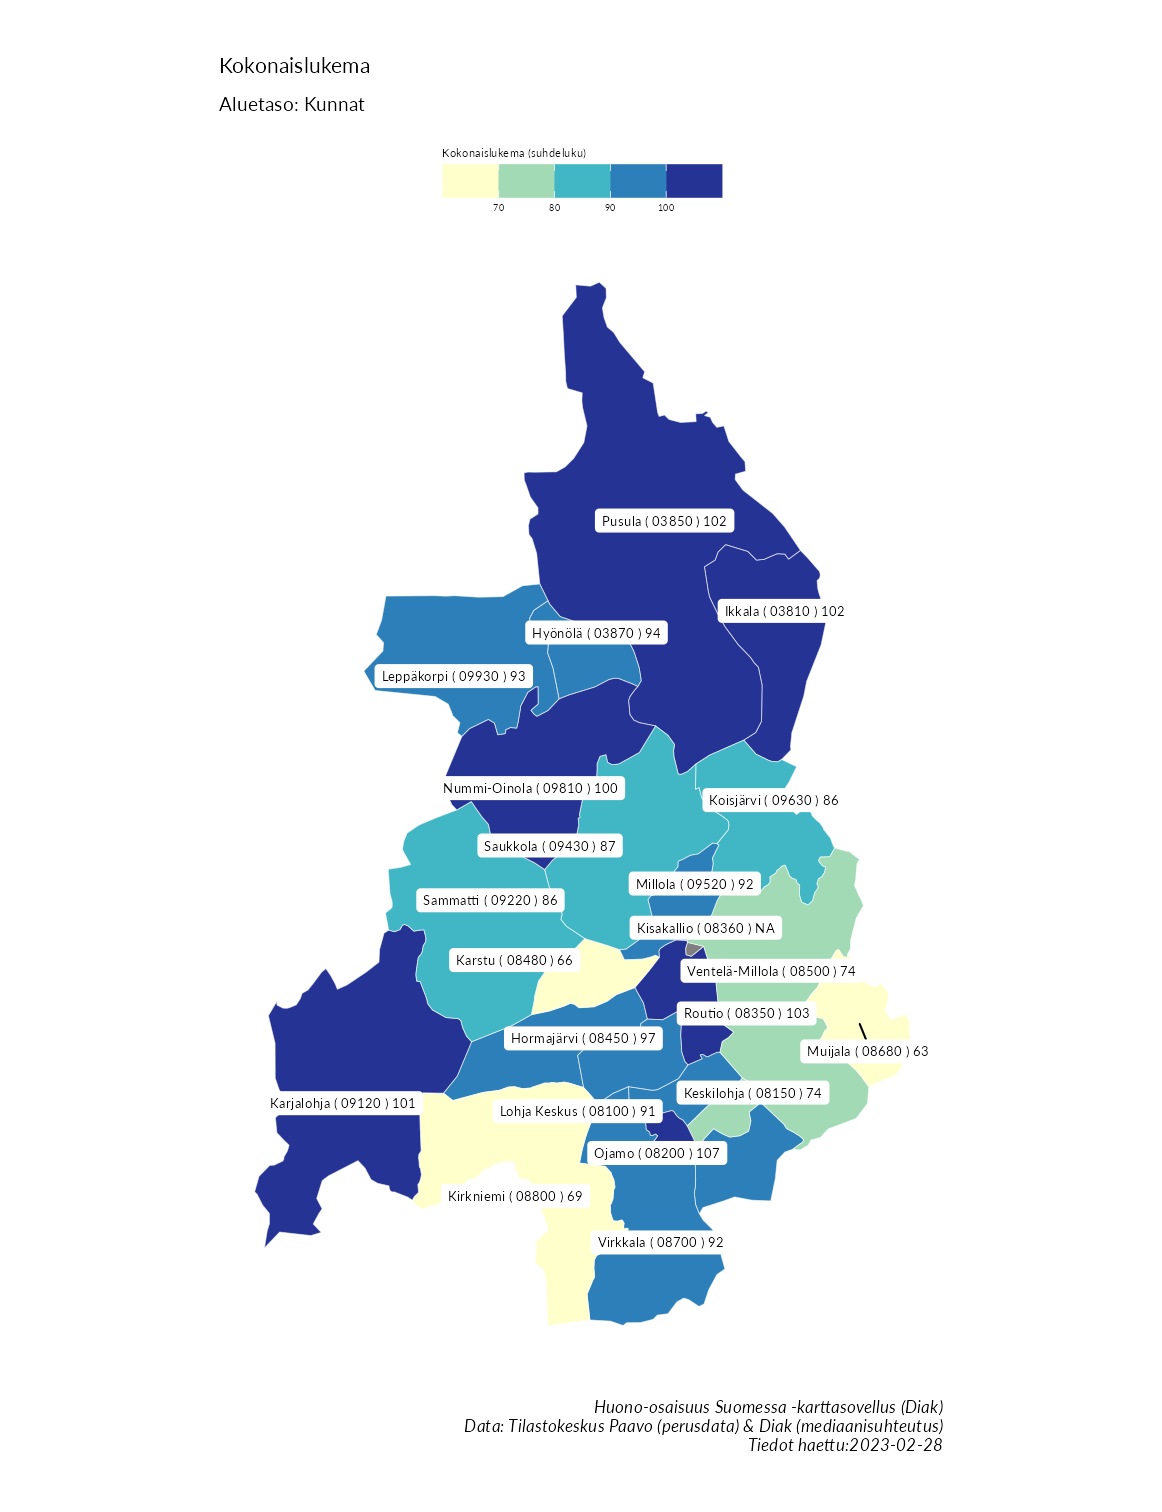 Kokonaislukema
Aluetaso: Kunnat
Kokonaislukema (suhdeluku)
70 80 90 100
Pusula ( 03850 ) 102
Ikkala ( 03810 ) 102
Hyönölä ( 03870 ) 94
Leppäkorpi ( 09930 ) 93
Nummi-Oinola ( 09810 ) 100
Koisjärvi ( 09630 ) 86
Saukkola ( 09430 ) 87
Millola ( 09520 ) 92
Sammatti ( 09220 ) 86
Kisakallio ( 08360 ) NA
Karstu ( 08480 ) 66
Ventelä-Millola ( 08500 ) 74
Routio ( 08350 ) 103
Hormajärvi ( 08450 ) 97
Muijala ( 08680 ) 63
Keskilohja ( 08150 ) 74
Karjalohja ( 09120 ) 101
Lohja Keskus ( 08100 ) 91
Ojamo ( 08200 ) 107
Kirkniemi ( 08800 ) 69
Virkkala ( 08700 ) 92
Huono-osaisuus Suomessa -karttasovellus (Diak)
Data: Tilastokeskus Paavo (perusdata) & Diak (mediaanisuhteutus)
Tiedot haettu:2023-02-28